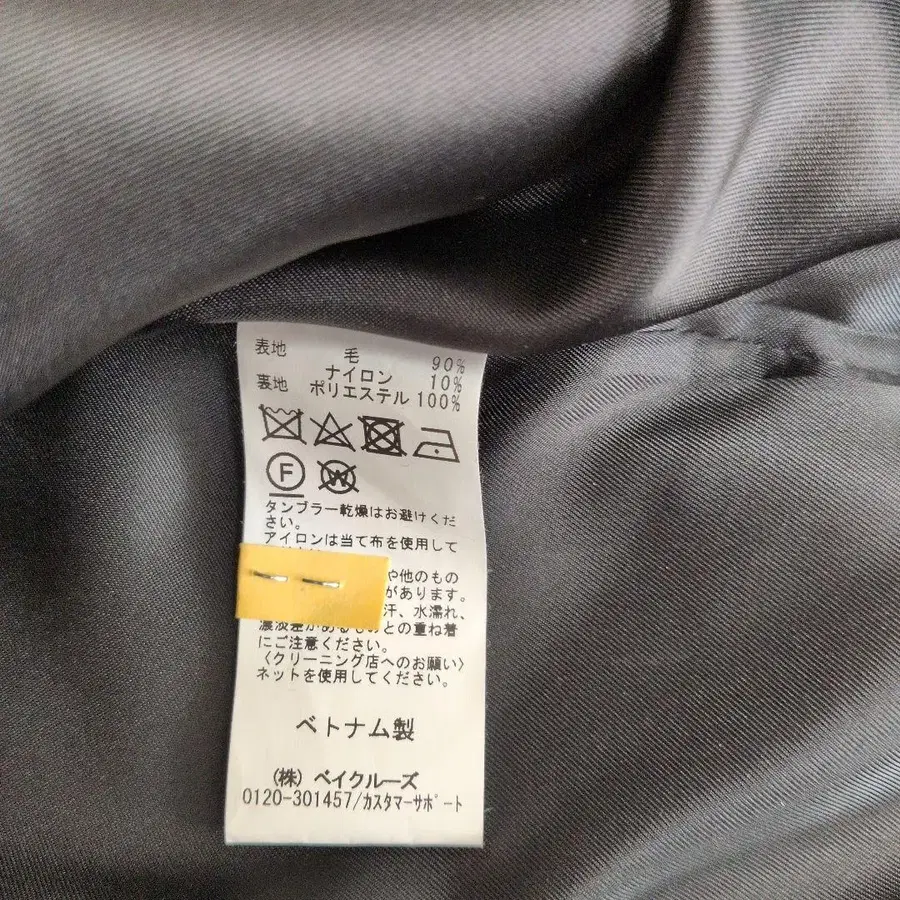 表地 毛 90%
ナイロン 10%
裏地 ポリエステル 100%
F W
タンブラー乾燥はお避けくだ
さい。
アイロンは当て布を使用して
や他のもの
があります。
汗、水濡れ、
濃淡差があるものとの重ね着
にご注意ください。
〈クリーニング店へのお願い〉
ネットを使用してください。
ベトナム製
(株) ベイクルーズ
0120-301457/カスタマーサポート